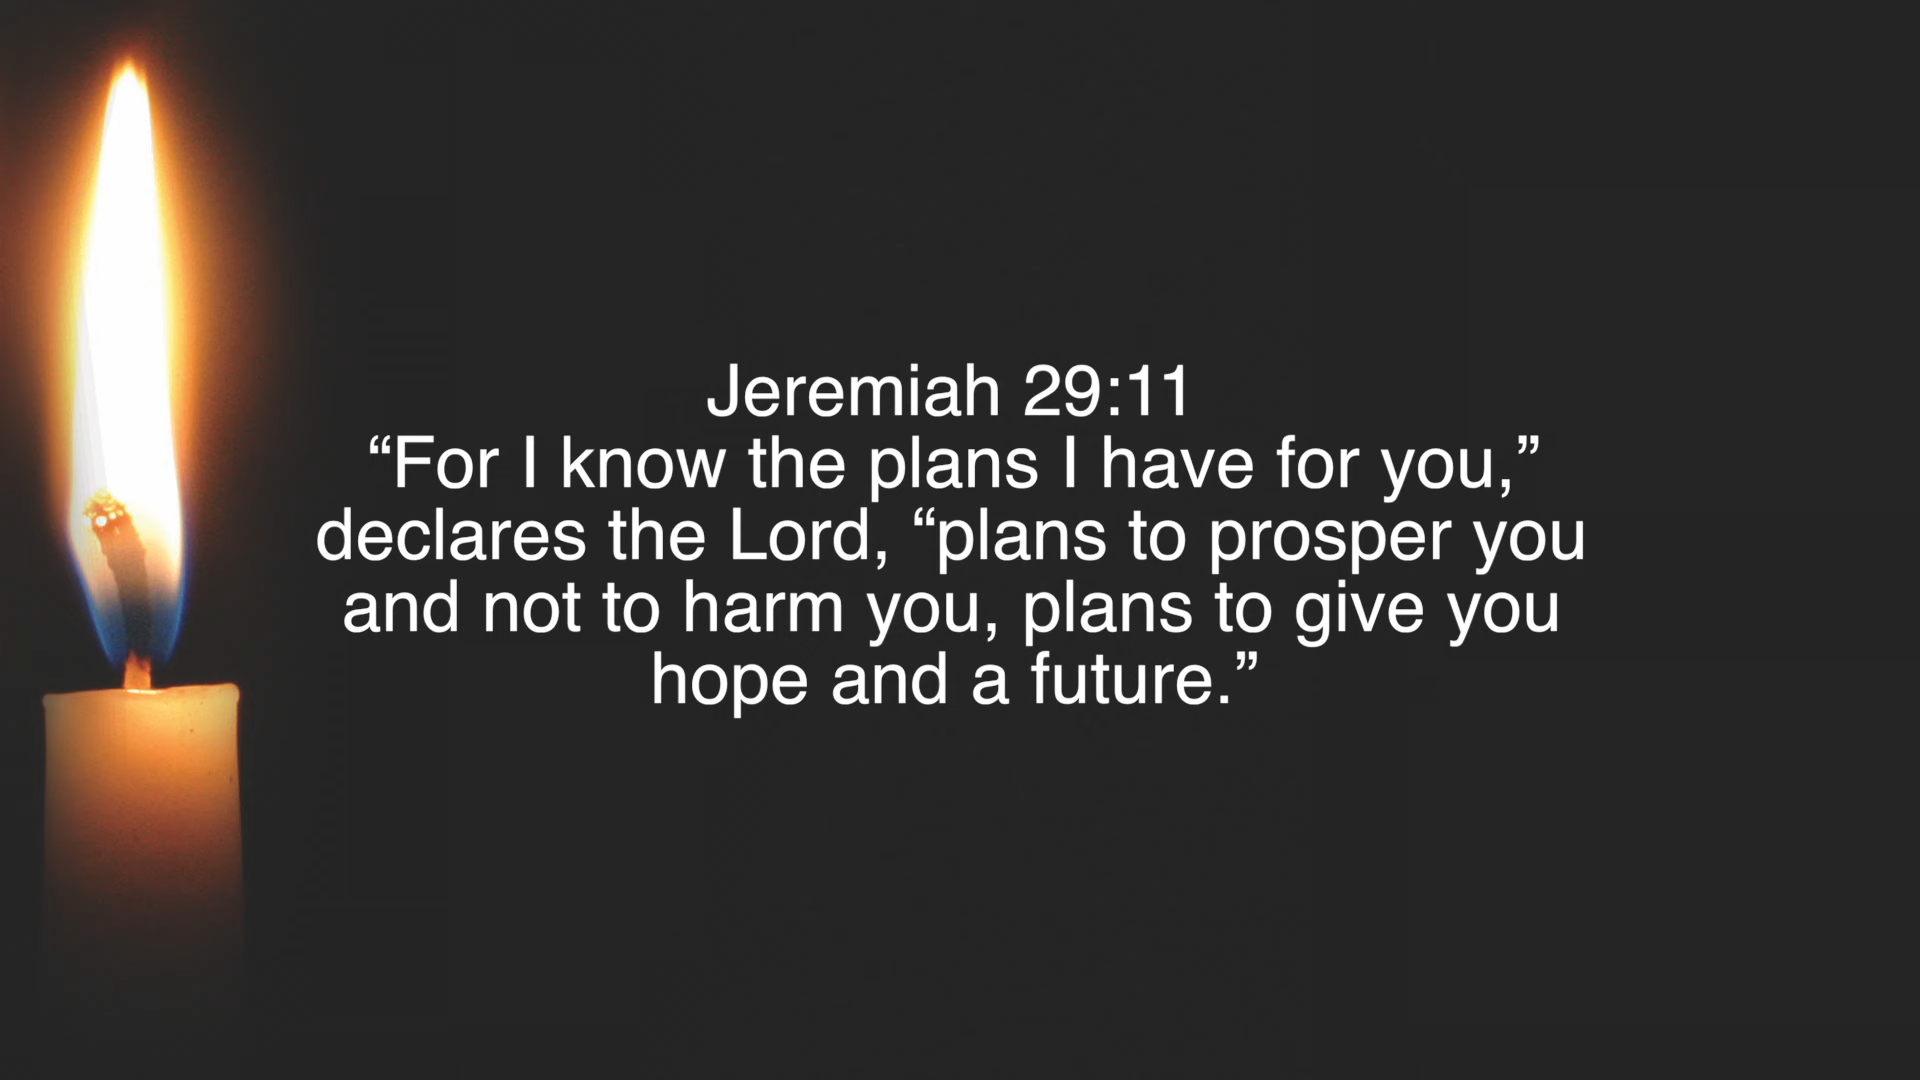 Jeremiah 29:11
“For I know the plans I have for you,”
declares the Lord, “plans to prosper you
and not to harm you, plans to give you
hope and a future.”